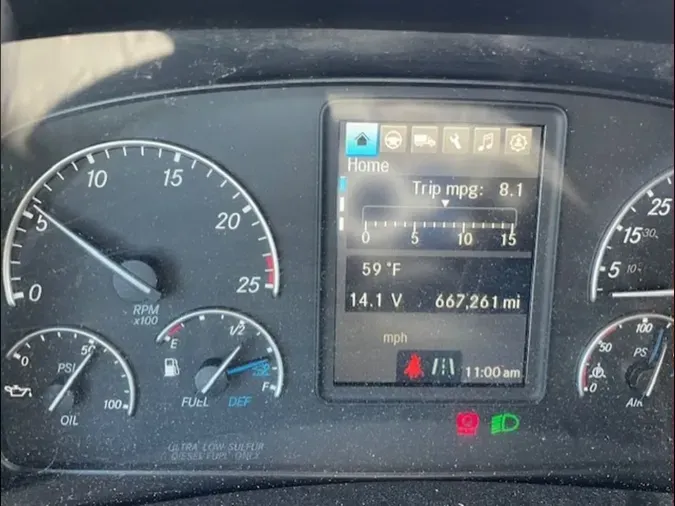 Home
Trip mpg: 8.1
0 5 10 15
59 °F
14.1 V 667,261 mi
mph
11:00 am
0 5 10 15 20 25
RPM
x100
0 50 100
PSI
OIL
E 1/2 F
FUEL DEF
ULTRA LOW SULFUR
DIESEL FUEL ONLY
5 15 25
10 30
0 50 100
PS
AIR